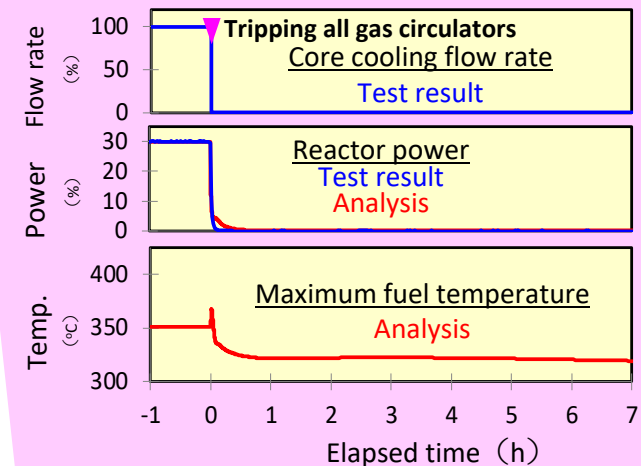 Tripping all gas circulators
Flow rate
(%)
100
50
0
Core cooling flow rate
Test result
Power
(%)
30
20
10
0
Reactor power
Test result
Analysis
Temp.
(℃)
400
350
300
Maximum fuel temperature
Analysis
-1 0 1 2 3 4 5 6 7
Elapsed time（h）